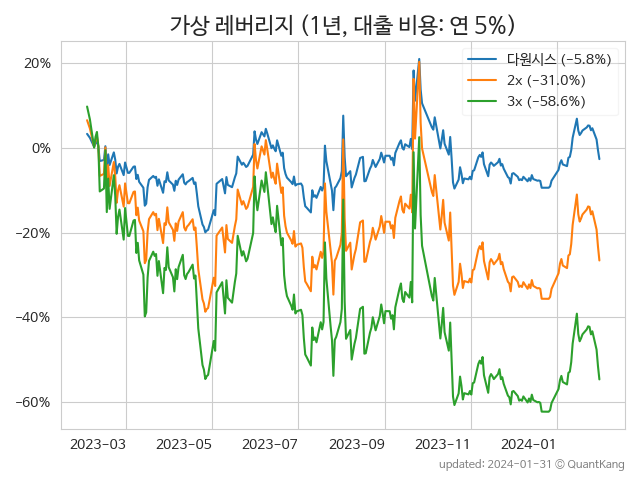 가상 레버리지 (1년, 대출 비용: 연 5%)
다원시스 (−5.8%)
2x (−31.0%)
3x (−58.6%)
20%
0%
−20%
−40%
−60%
2023-03 2023-05 2023-07 2023-09 2023-11 2024-01
updated: 2024-01-31 © QuantKang